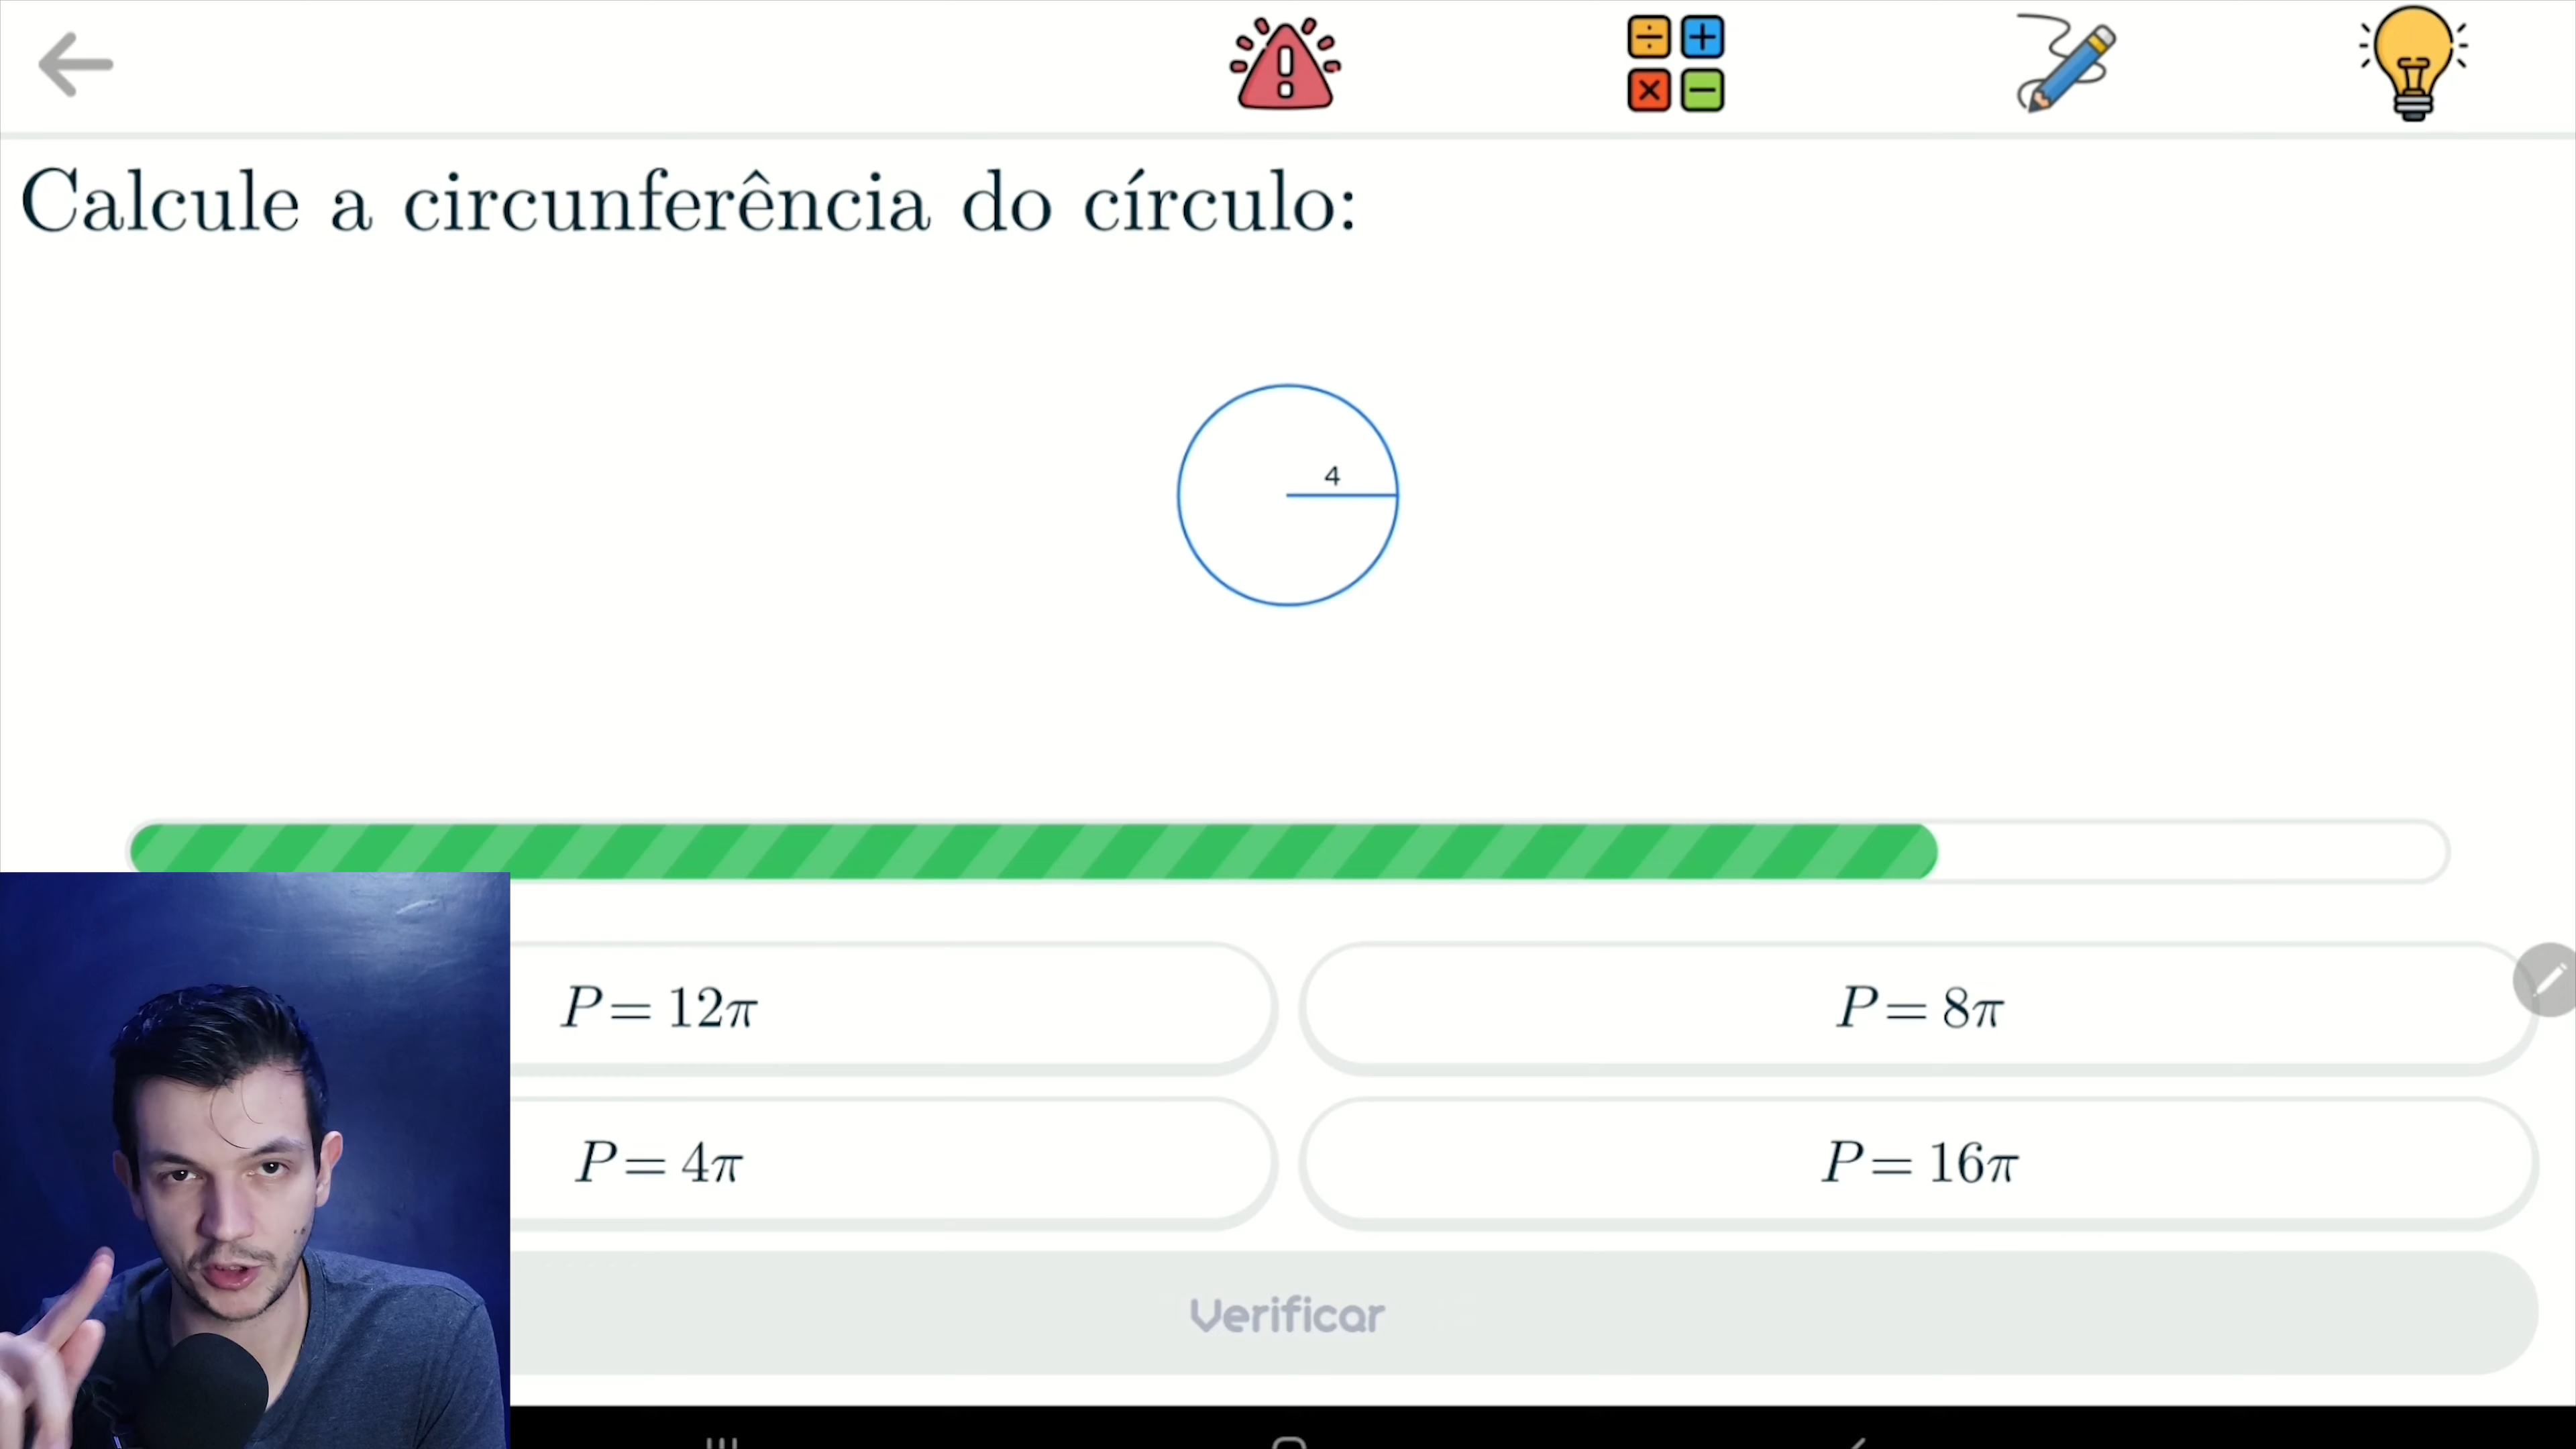 Calcule a circunferência do círculo:
4
P = 12π
P = 8π
P = 4π
P = 16π
Verificar